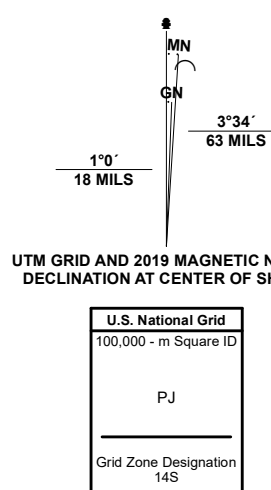 MN
GN
3°34´
63 MILS
1°0´
18 MILS
UTM GRID AND 2019 MAGNETIC N
DECLINATION AT CENTER OF SH
U.S. National Grid
100,000 - m Square ID
PJ
Grid Zone Designation
14S